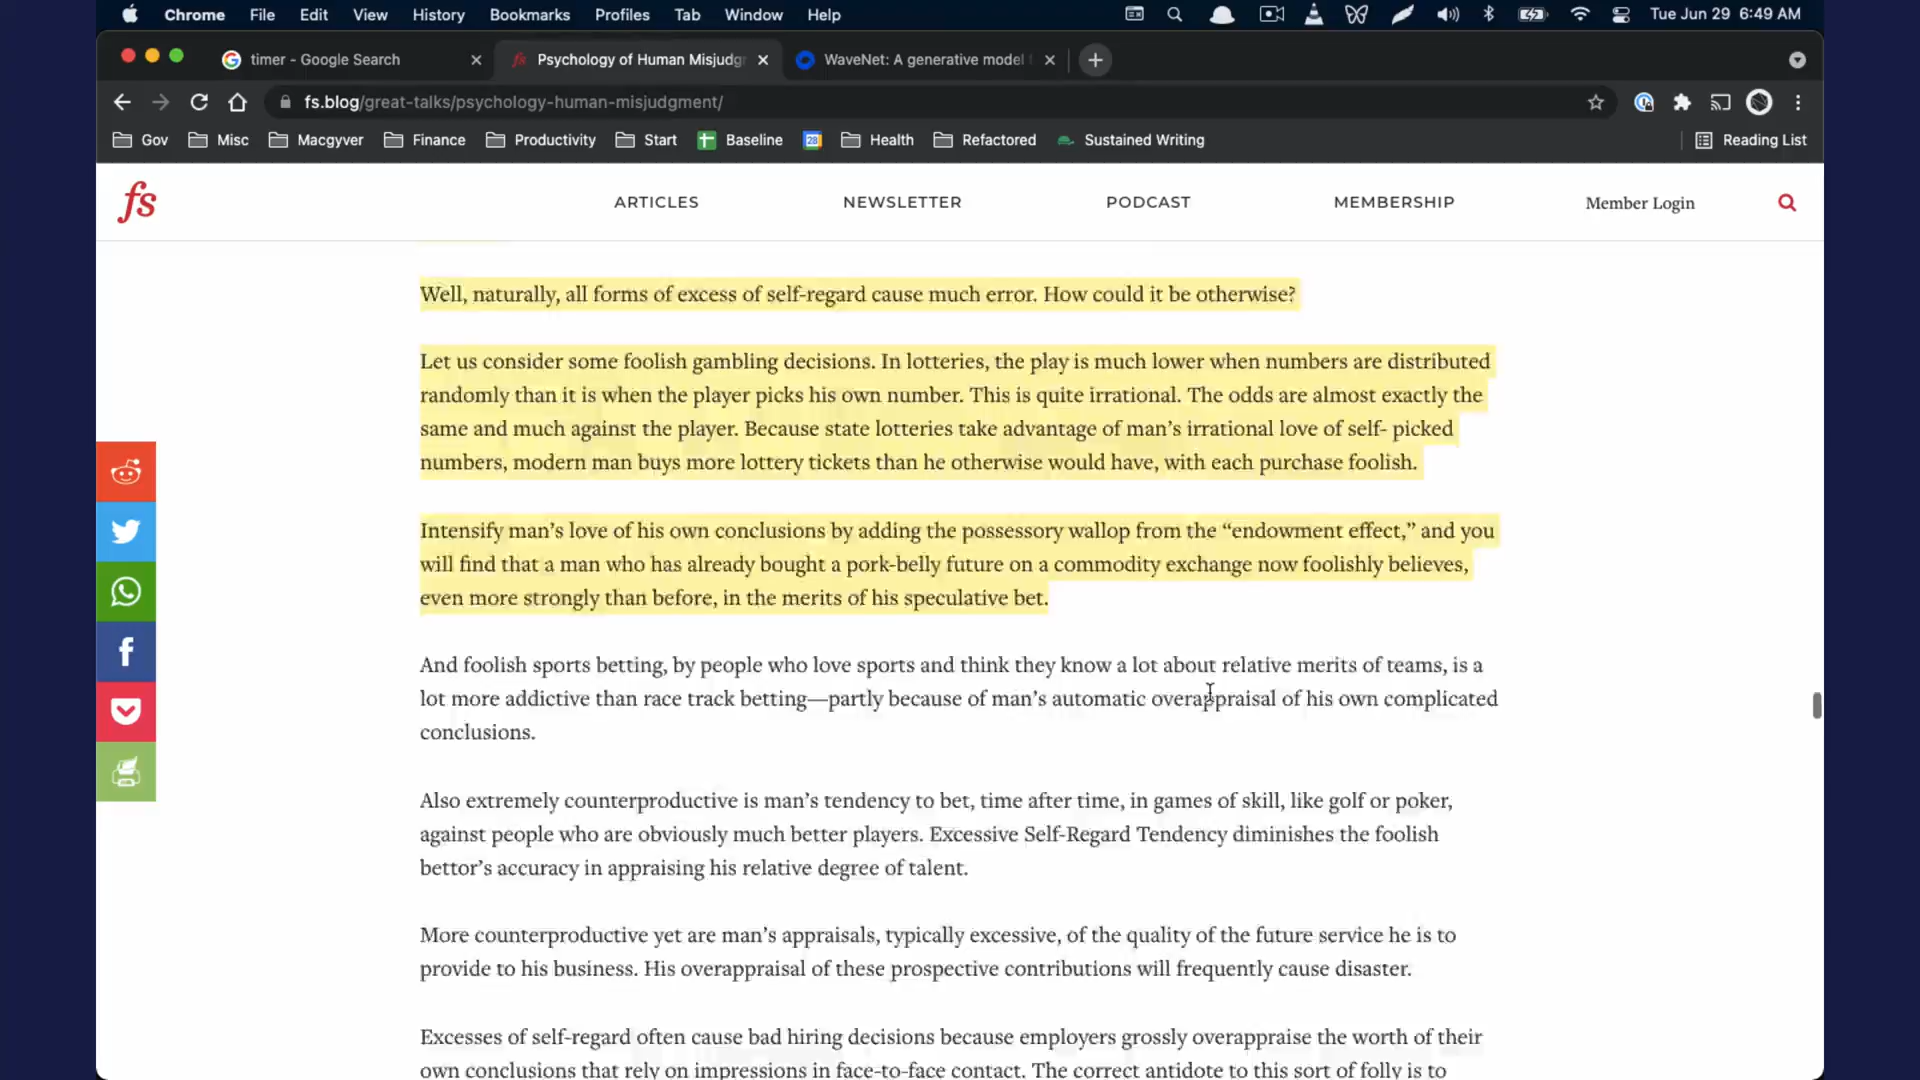 Chrome File Edit View History Bookmarks Profiles Tab Window Help Tue Jun 29 6:49 AM
timer - Google Search
fs Psychology of Human Misjudgr
WaveNet: A generative model
fs.blog/great-talks/psychology-human-misjudgment/
Gov Misc Macgyver Finance Productivity Start Baseline 28 Health Refactored Sustained Writing Reading List
fs ARTICLES NEWSLETTER PODCAST MEMBERSHIP Member Login
Well, naturally, all forms of excess of self-regard cause much error. How could it be otherwise?
Let us consider some foolish gambling decisions. In lotteries, the play is much lower when numbers are distributed
randomly than it is when the player picks his own number. This is quite irrational. The odds are almost exactly the
same and much against the player. Because state lotteries take advantage of man’s irrational love of self- picked
numbers, modern man buys more lottery tickets than he otherwise would have, with each purchase foolish.
Intensify man’s love of his own conclusions by adding the possessory wallop from the “endowment effect,” and you
will find that a man who has already bought a pork-belly future on a commodity exchange now foolishly believes,
even more strongly than before, in the merits of his speculative bet.
And foolish sports betting, by people who love sports and think they know a lot about relative merits of teams, is a
lot more addictive than race track betting—partly because of man’s automatic overappraisal of his own complicated
conclusions.
Also extremely counterproductive is man’s tendency to bet, time after time, in games of skill, like golf or poker,
against people who are obviously much better players. Excessive Self-Regard Tendency diminishes the foolish
bettor’s accuracy in appraising his relative degree of talent.
More counterproductive yet are man’s appraisals, typically excessive, of the quality of the future service he is to
provide to his business. His overappraisal of these prospective contributions will frequently cause disaster.
Excesses of self-regard often cause bad hiring decisions because employers grossly overappraise the worth of their
own conclusions that rely on impressions in face-to-face contact. The correct antidote to this sort of folly is to